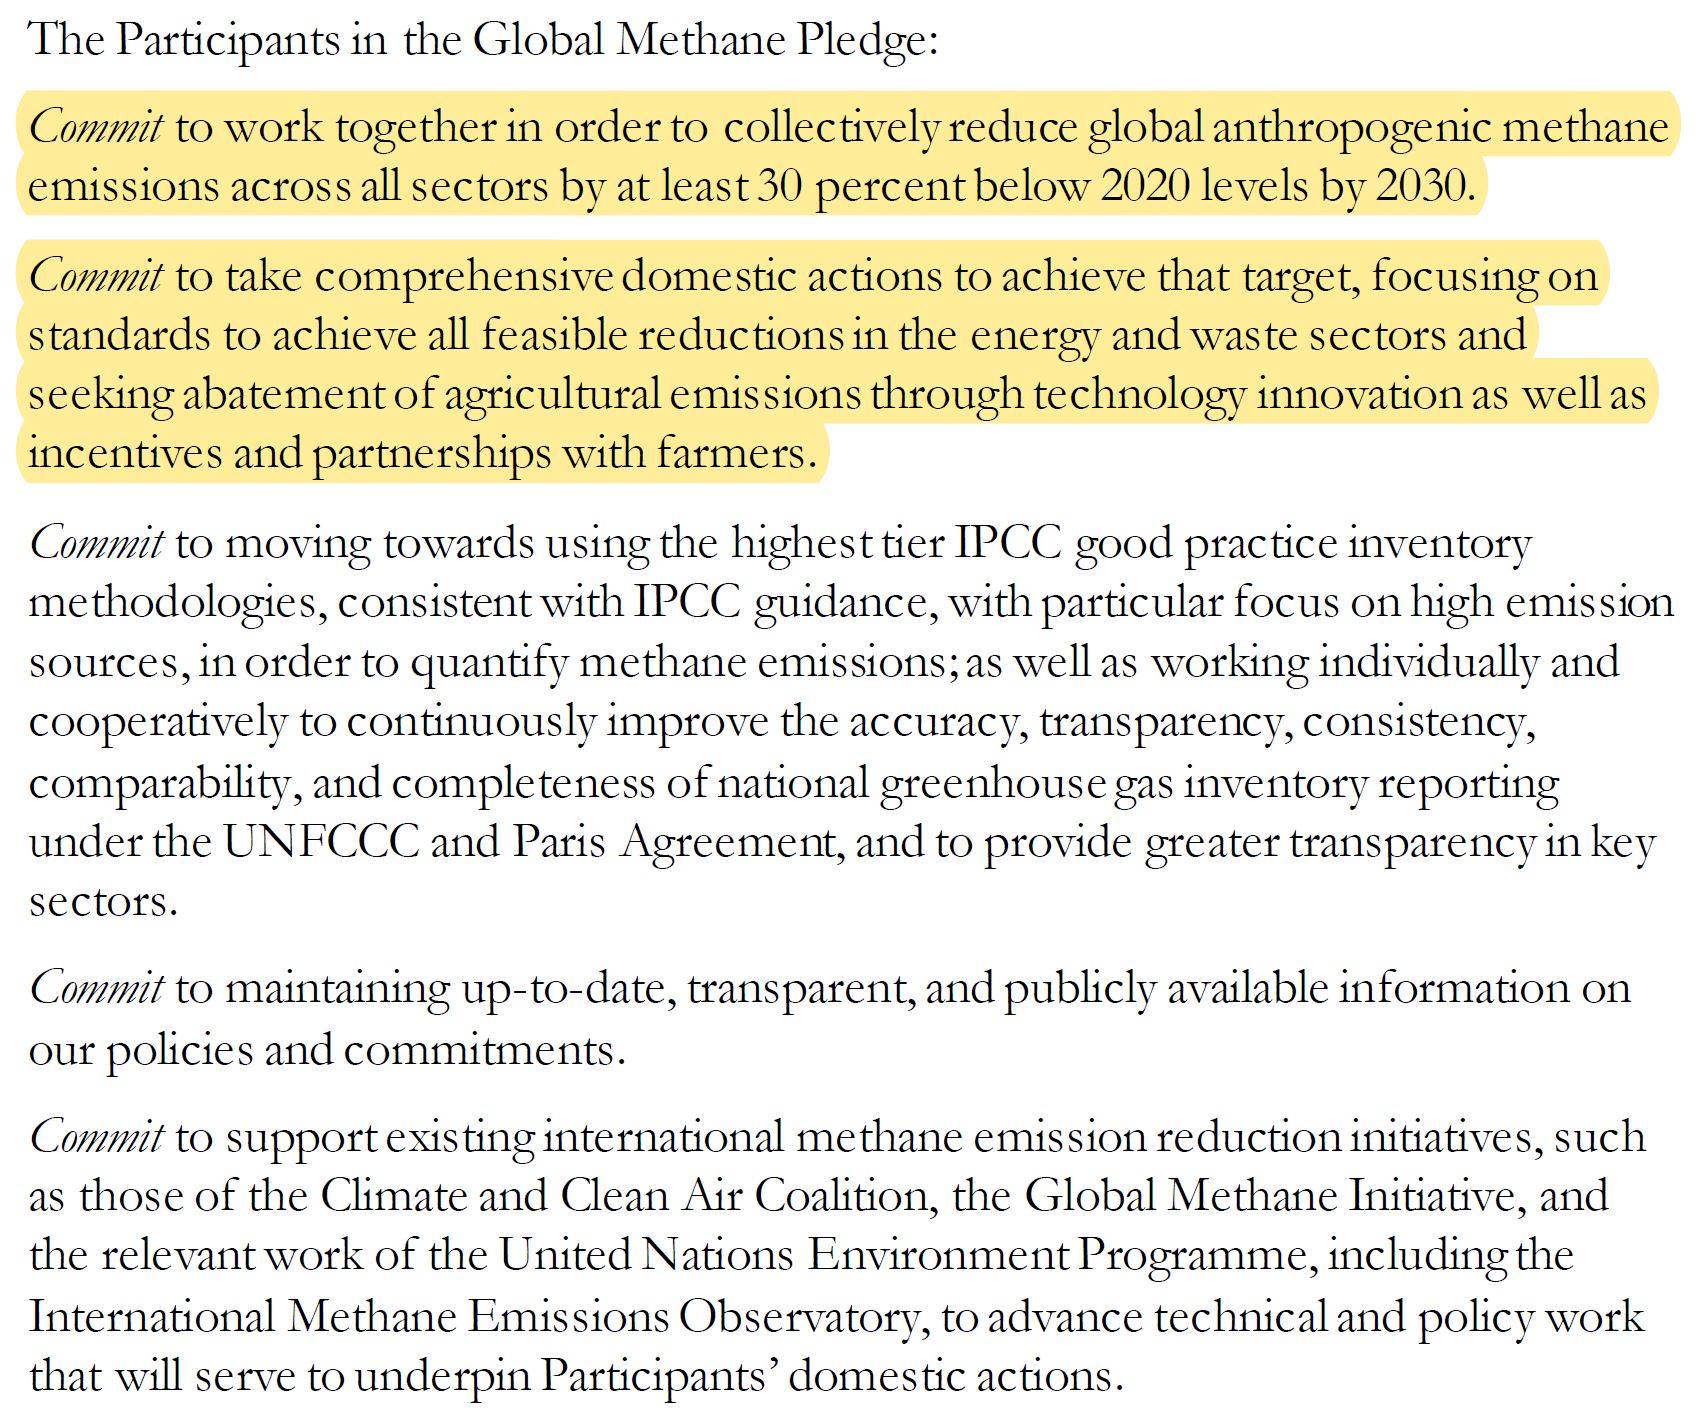 The Participants in the Global Methane Pledge:
Commit to work together in order to collectively reduce global anthropogenic methane
emissions across all sectors by at least 30 percent below 2020 levels by 2030.
Commit to take comprehensive domestic actions to achieve that target, focusing on
standards to achieve all feasible reductions in the energy and waste sectors and
seeking abatement of agricultural emissions through technology innovation as well as
incentives and partnerships with farmers.
Commit to moving towards using the highest tier IPCC good practice inventory
methodologies, consistent with IPCC guidance, with particular focus on high emission
sources, in order to quantify methane emissions; as well as working individually and
cooperatively to continuously improve the accuracy, transparency, consistency,
comparability, and completeness of national greenhouse gas inventory reporting
under the UNFCCC and Paris Agreement, and to provide greater transparency in key
sectors.
Commit to maintaining up-to-date, transparent, and publicly available information on
our policies and commitments.
Commit to support existing international methane emission reduction initiatives, such
as those of the Climate and Clean Air Coalition, the Global Methane Initiative, and
the relevant work of the United Nations Environment Programme, including the
International Methane Emissions Observatory, to advance technical and policy work
that will serve to underpin Participants’ domestic actions.